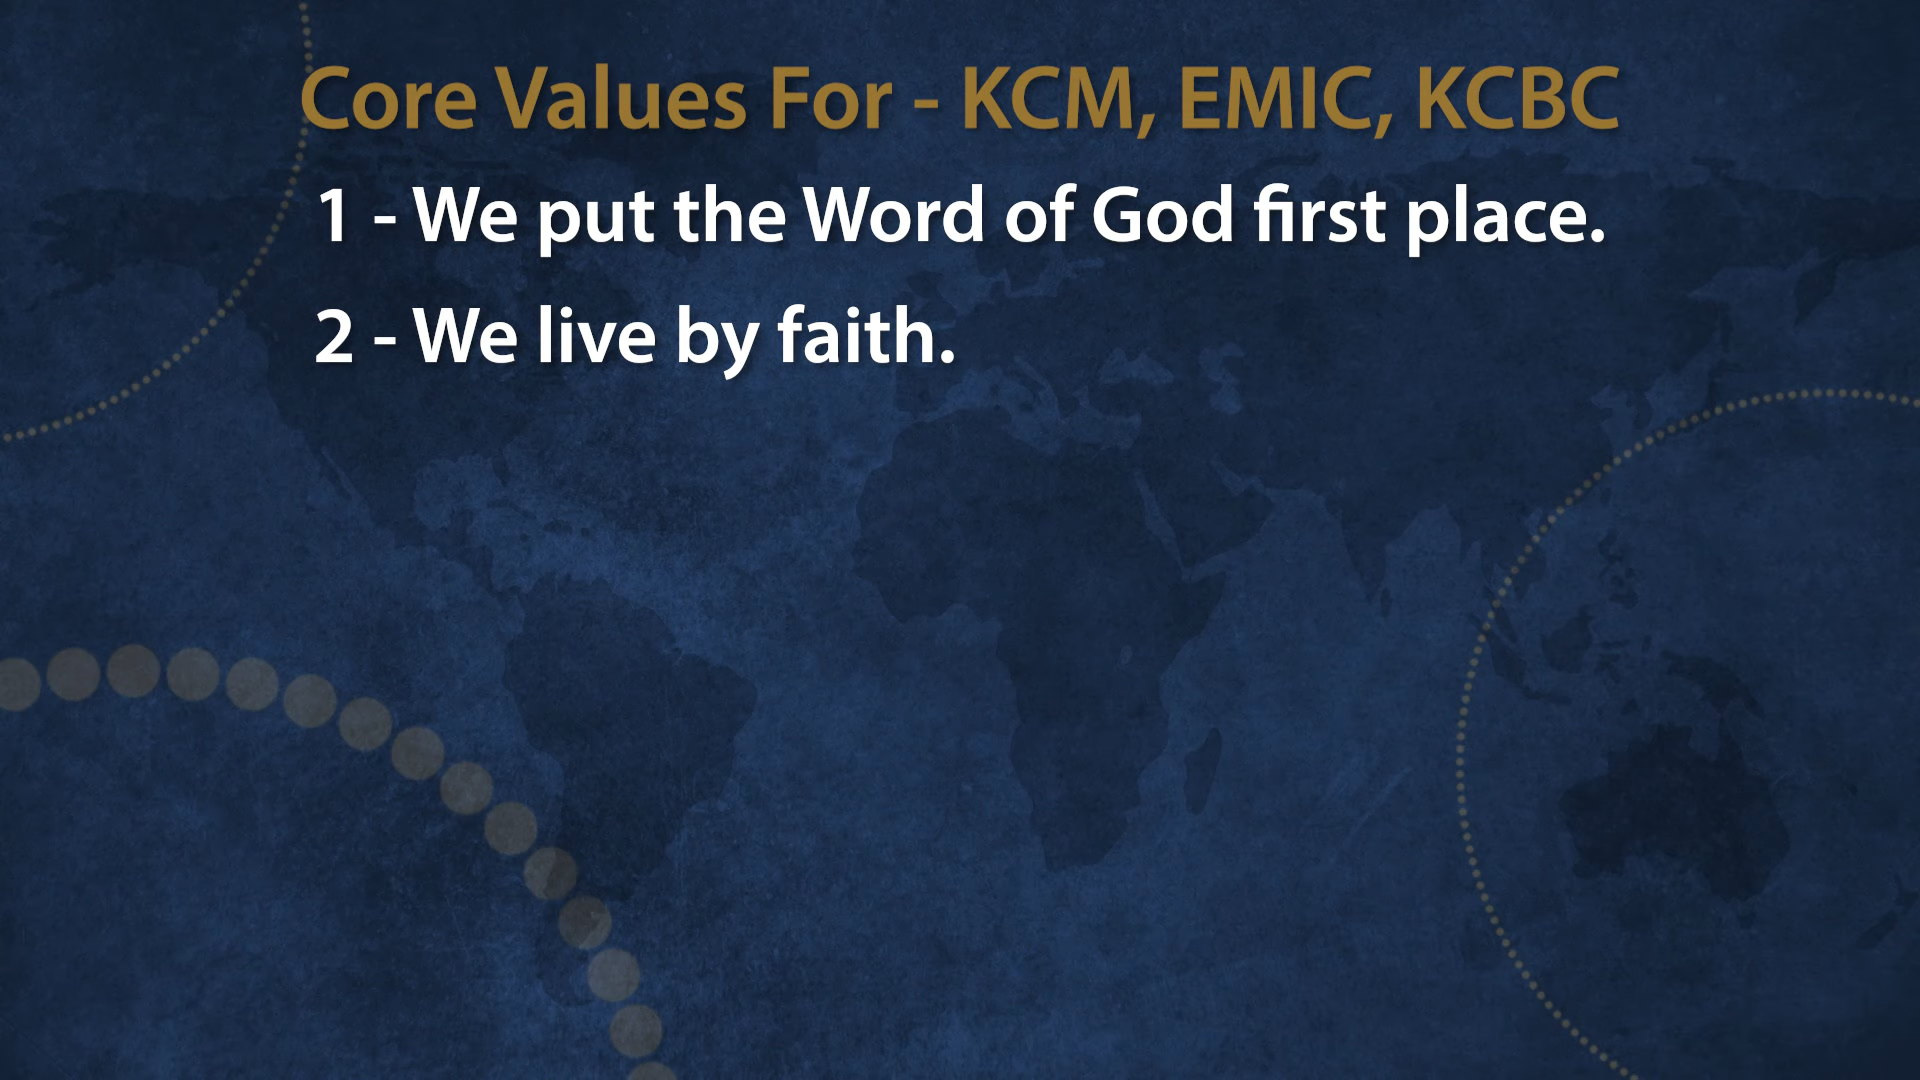 Core Values For - KCM, EMIC, KCBC
1 - We put the Word of God first place.
2 - We live by faith.